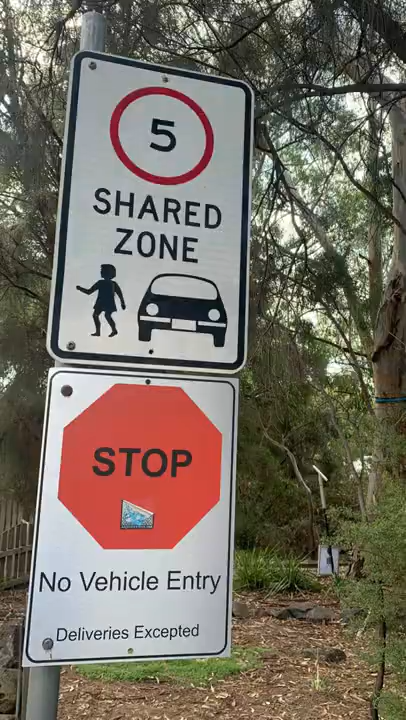 5
SHARED
ZONE
STOP
No Vehicle Entry
Deliveries Excepted